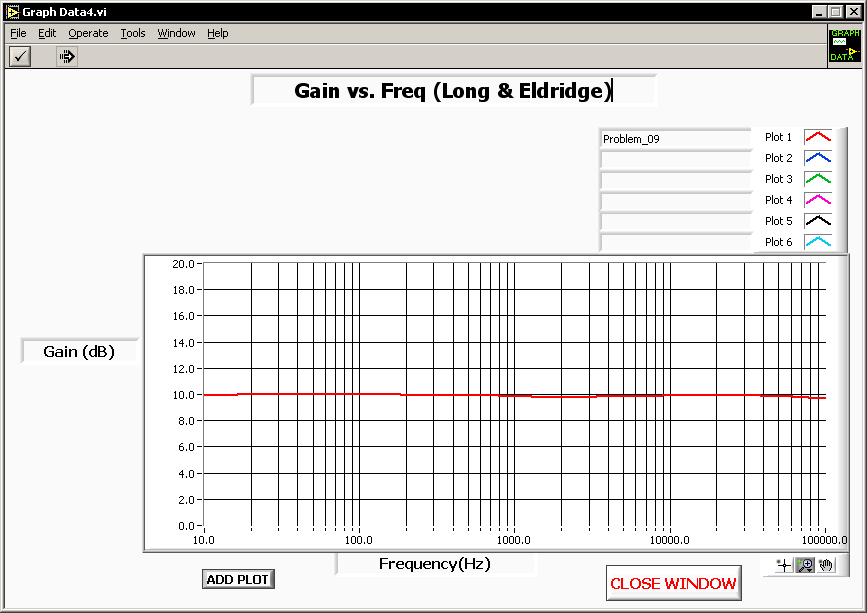 Graph Data4.vi
File Edit Operate Tools Window Help
GRAPH
DATA
Gain vs. Freq (Long & Eldridge)
Problem_09 Plot 1
Plot 2
Plot 3
Plot 4
Plot 5
Plot 6
20.0
18.0
16.0
14.0
12.0
10.0
8.0
6.0
4.0
2.0
0.0
Gain (dB)
10.0 100.0 1000.0 10000.0 100000.0
Frequency(Hz)
ADD PLOT
CLOSE WINDOW